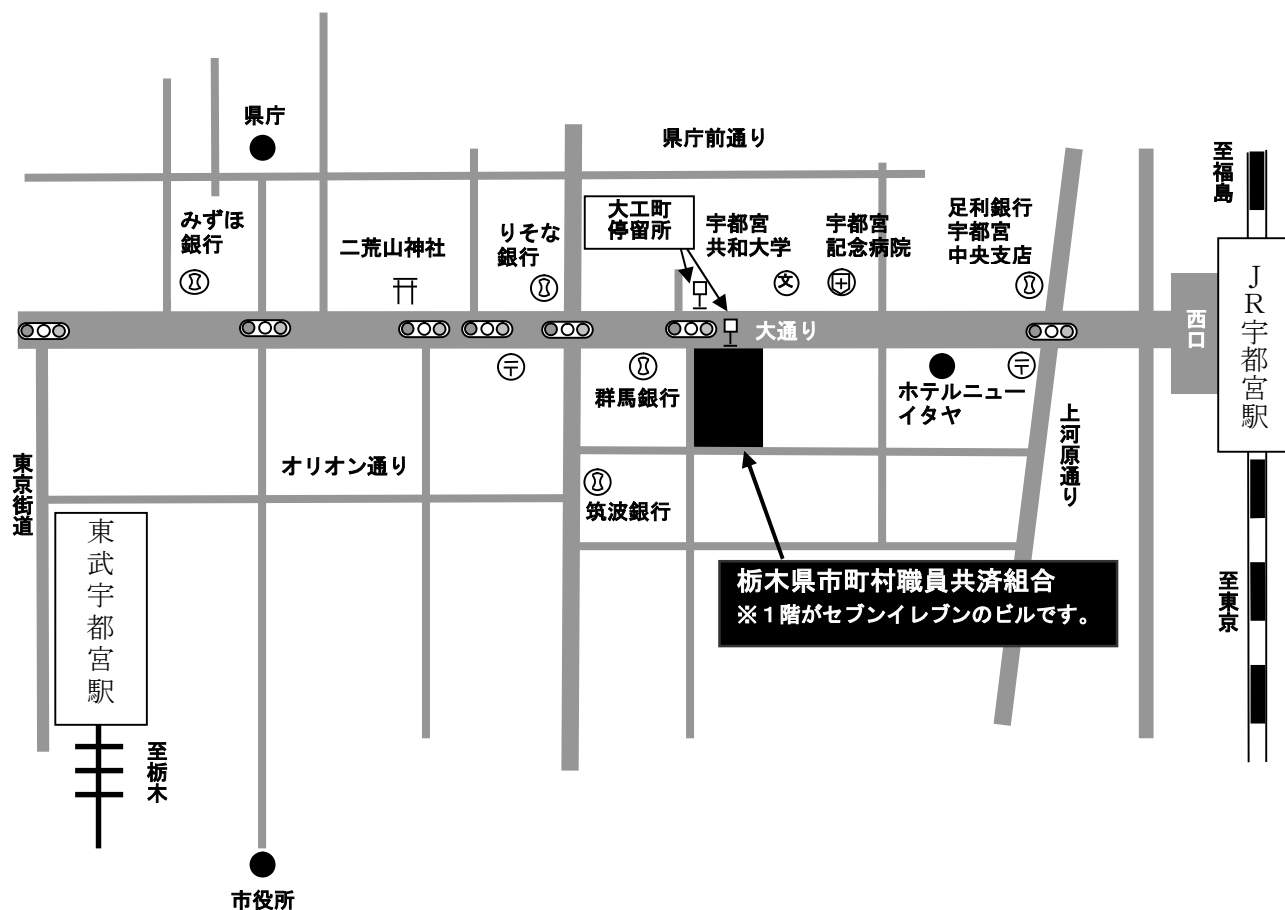 県庁
県庁前通り
至福島
みずほ
銀行
二荒山神社
りそな
銀行
大工町
停留所
宇都宮
共和大学
宇都宮
記念病院
足利銀行
宇都宮
中央支店
文
大通り
西口
JR宇都宮駅
〒
群馬銀行
ホテルニュー
イタヤ
〒
上河原通り
東京街道
オリオン通り
筑波銀行
東武宇都宮駅
栃木県市町村職員共済組合
※1階がセブンイレブンのビルです。
至東京
至栃木
市役所